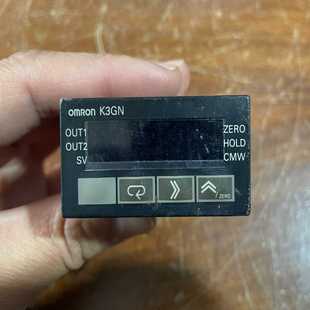 OMRON K3GN
OUT1 ZERO
OUT2 HOLD
SV CMW
/ZERO